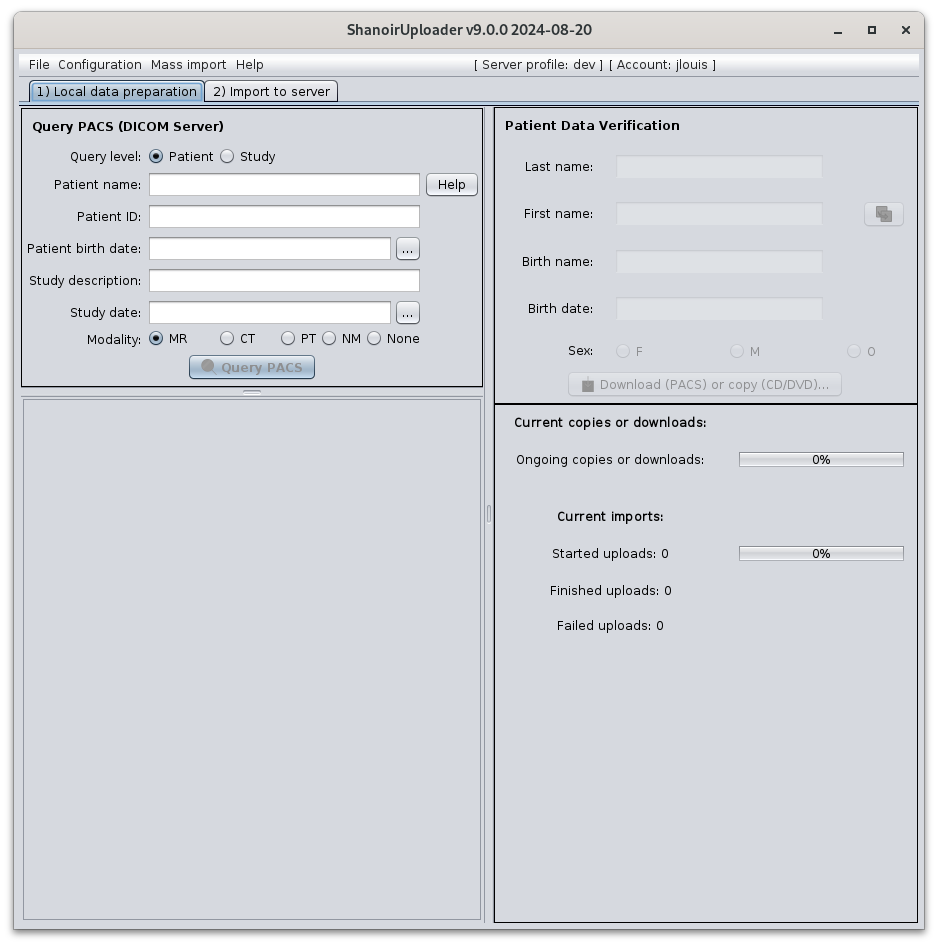 ShanoirUploader v9.0.0 2024-08-20
File Configuration Mass import Help [ Server profile: dev ] [ Account: jlouis ]
1) Local data preparation 2) Import to server
Query PACS (DICOM Server)
Query level: Patient Study
Patient name: Help
Patient ID:
Patient birth date: ...
Study description:
Study date: ...
Modality: MR CT PT NM None
Query PACS
Patient Data Verification
Last name:
First name:
Birth name:
Birth date:
Sex: F M O
Download (PACS) or copy (CD/DVD)...
Current copies or downloads:
Ongoing copies or downloads: 0%
Current imports:
Started uploads: 0 0%
Finished uploads: 0
Failed uploads: 0